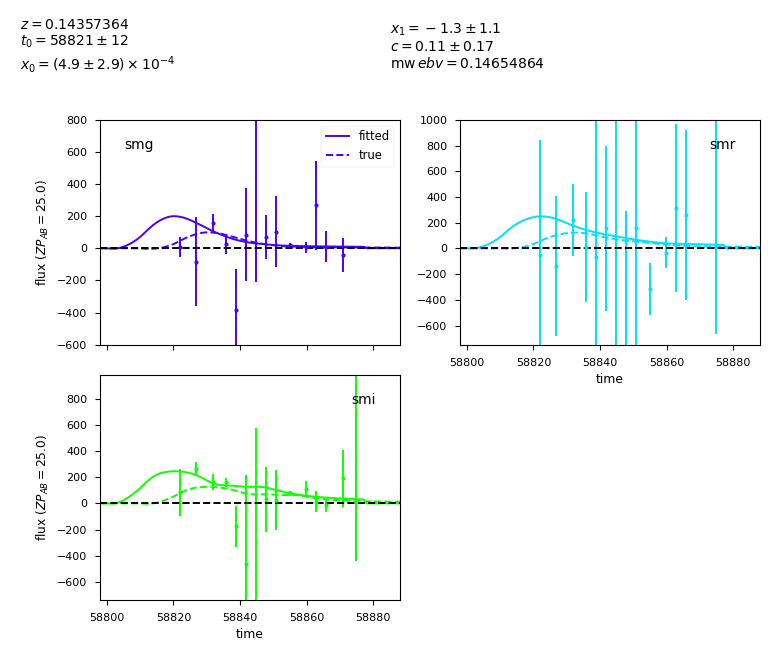 z = 0.14357364
t₀ = 58821 ± 12
x₀ = (4.9 ± 2.9) × 10⁻⁴
x₁ = −1.3 ± 1.1
c = 0.11 ± 0.17
mw ebv = 0.14654864
smg
fitted
true
800
600
400
200
0
−200
−400
−600
flux (ZP_AB = 25.0)
smr
1000
800
600
400
200
0
−200
−400
−600
58800 58820 58840 58860 58880
time
smi
800
600
400
200
0
−200
−400
−600
flux (ZP_AB = 25.0)
58800 58820 58840 58860 58880
time